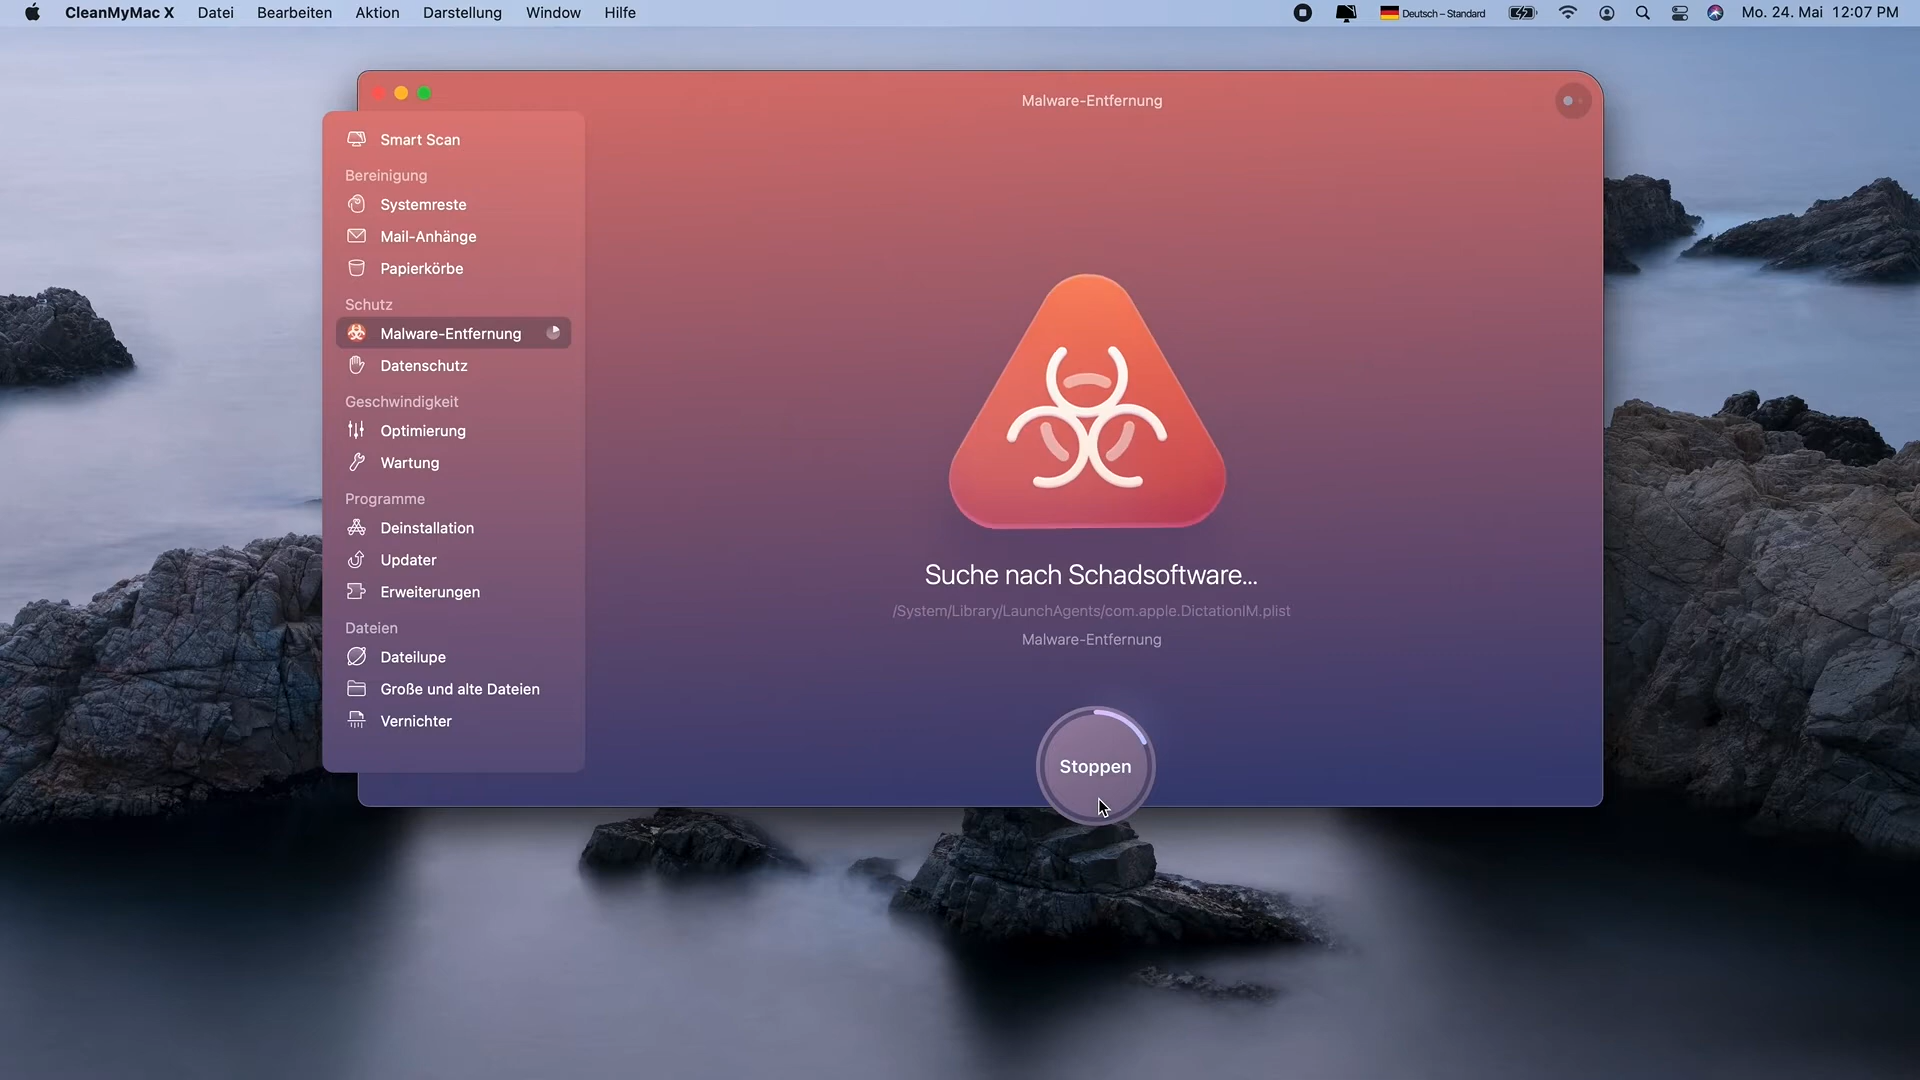 CleanMyMac X Datei Bearbeiten Aktion Darstellung Window Hilfe Deutsch – Standard Mo. 24. Mai 12:07 PM
Malware-Entfernung
Smart Scan
Bereinigung
Systemreste
Mail-Anhänge
Papierkörbe
Schutz
Malware-Entfernung
Datenschutz
Geschwindigkeit
Optimierung
Wartung
Programme
Deinstallation
Updater
Erweiterungen
Dateien
Dateilupe
Große und alte Dateien
Vernichter
Suche nach Schadsoftware...
/System/Library/LaunchAgents/com.apple.DictationIM.plist
Malware-Entfernung
Stoppen